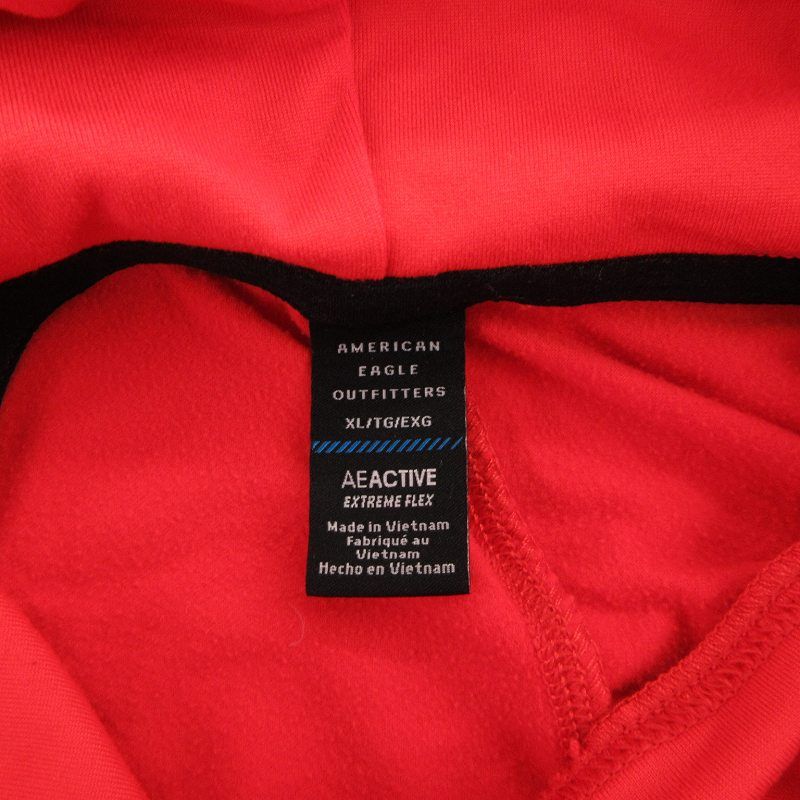 AMERICAN
EAGLE
OUTFITTERS
XL/TG/EXG
AEACTIVE
EXTREME FLEX
Made in Vietnam
Fabriqué au
Vietnam
Hecho en Vietnam